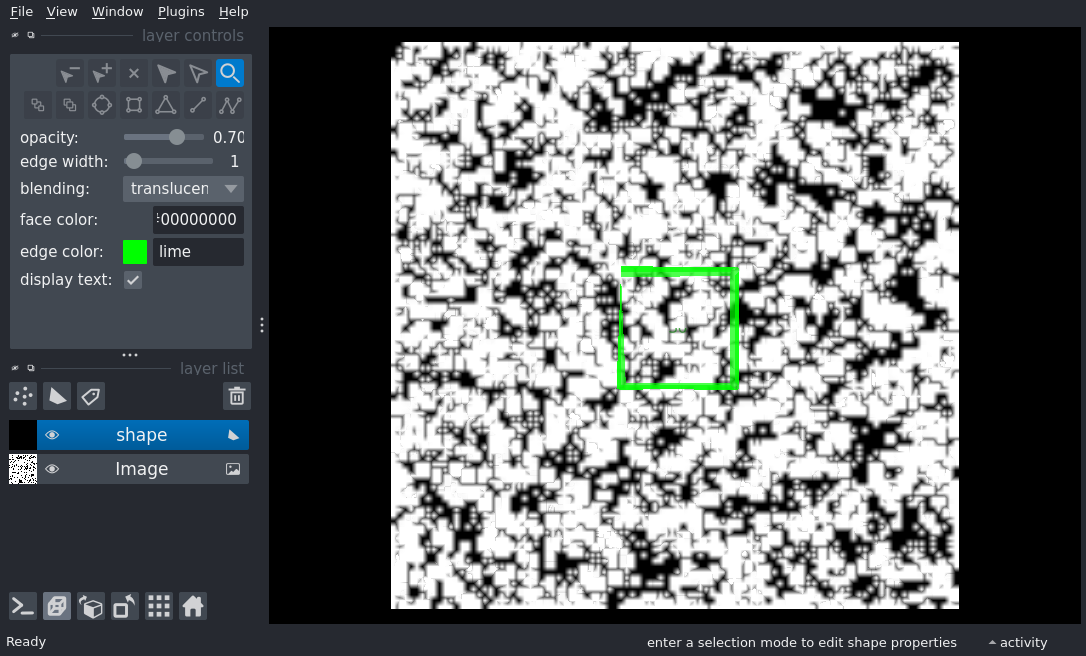 File View Window Plugins Help
layer controls
opacity: 0.70
edge width: 1
blending: translucen
face color: 00000000
edge color: lime
display text:
layer list
shape
Image
Ready
enter a selection mode to edit shape properties
activity